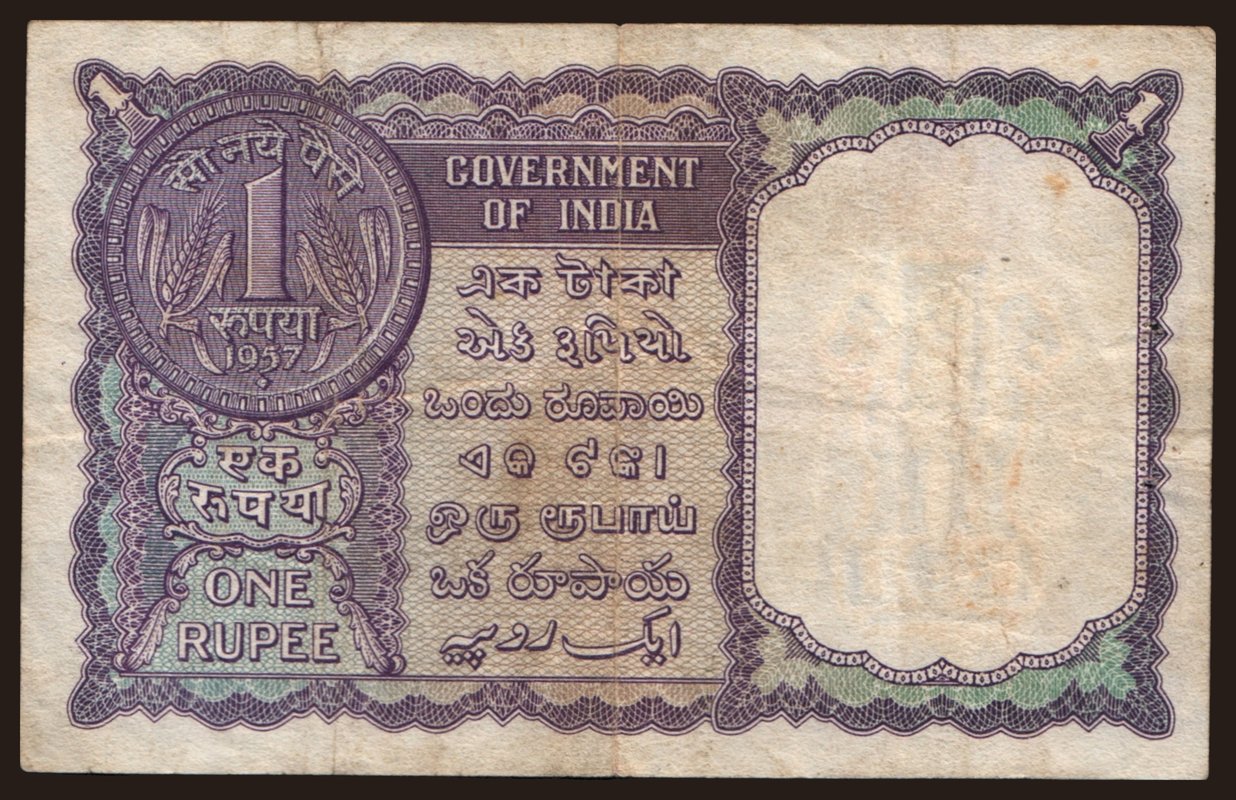 सौ नये पैसे
1
रूपया
1957
एक
रूपया
ONE
RUPEE
GOVERNMENT
OF INDIA
এক টাকা
એક રૂપિયો
ಒಂದು ರೂಪಾಯಿ
ଏକ ଟଙ୍କା
ஒரு ரூபாய்
ఒక రూపాయ
ایک روپیہ